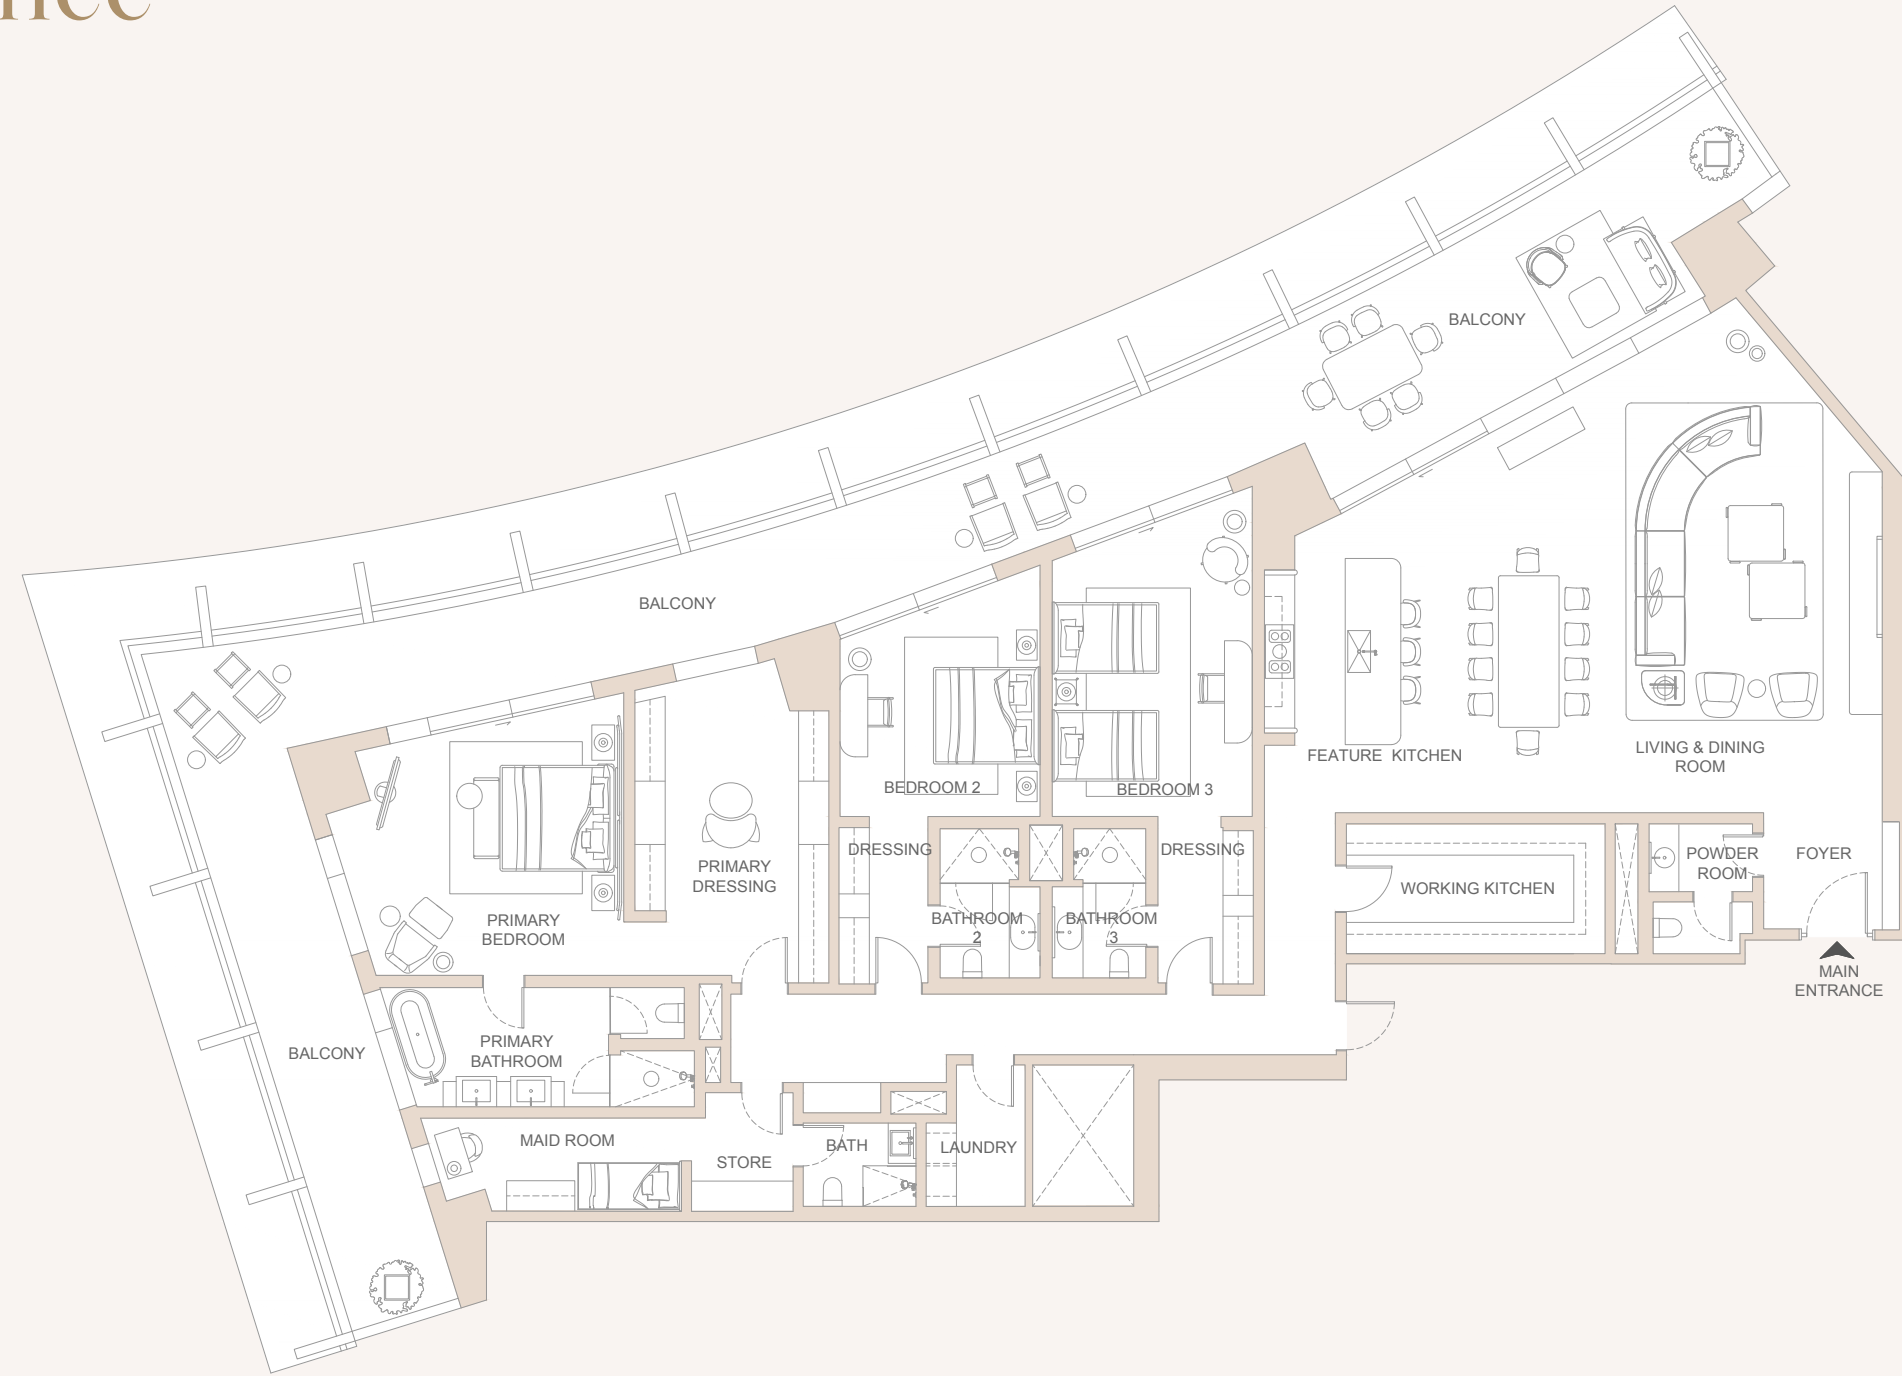 BALCONY
BALCONY
FEATURE KITCHEN
LIVING & DINING
ROOM
BEDROOM 2
BEDROOM 3
DRESSING
DRESSING
PRIMARY
DRESSING
POWDER
ROOM
FOYER
WORKING KITCHEN
PRIMARY
BEDROOM
BATHROOM
2
BATHROOM
3
MAIN
ENTRANCE
PRIMARY
BATHROOM
BALCONY
MAID ROOM
STORE
BATH
LAUNDRY